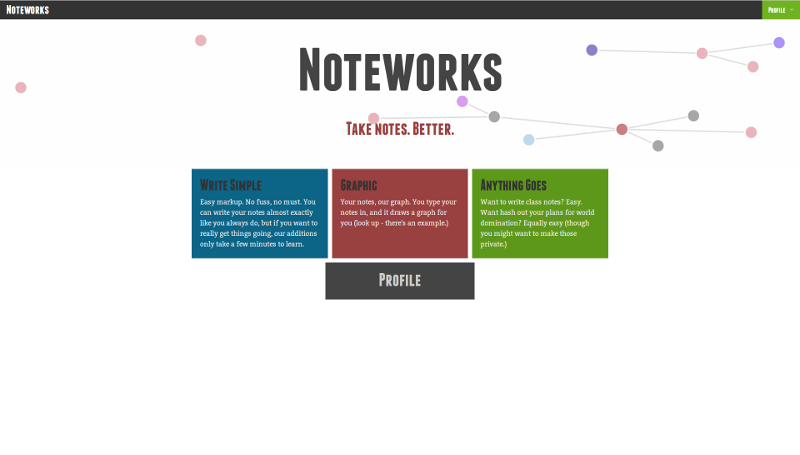 Noteworks
Profile
Noteworks
Take notes. Better.
Write Simple
Easy markup. No fuss, no must. You
can write your notes almost exactly
like you always do, but if you want to
really get things going, our additions
only take a few minutes to learn.
Graphic
Your notes, our graph. You type your
notes in, and it draws a graph for
you (look up - there's an example.)
Anything Goes
Want to write class notes? Easy.
Want hash out your plans for world
domination? Equally easy (though
you might want to make those
private.)
Profile